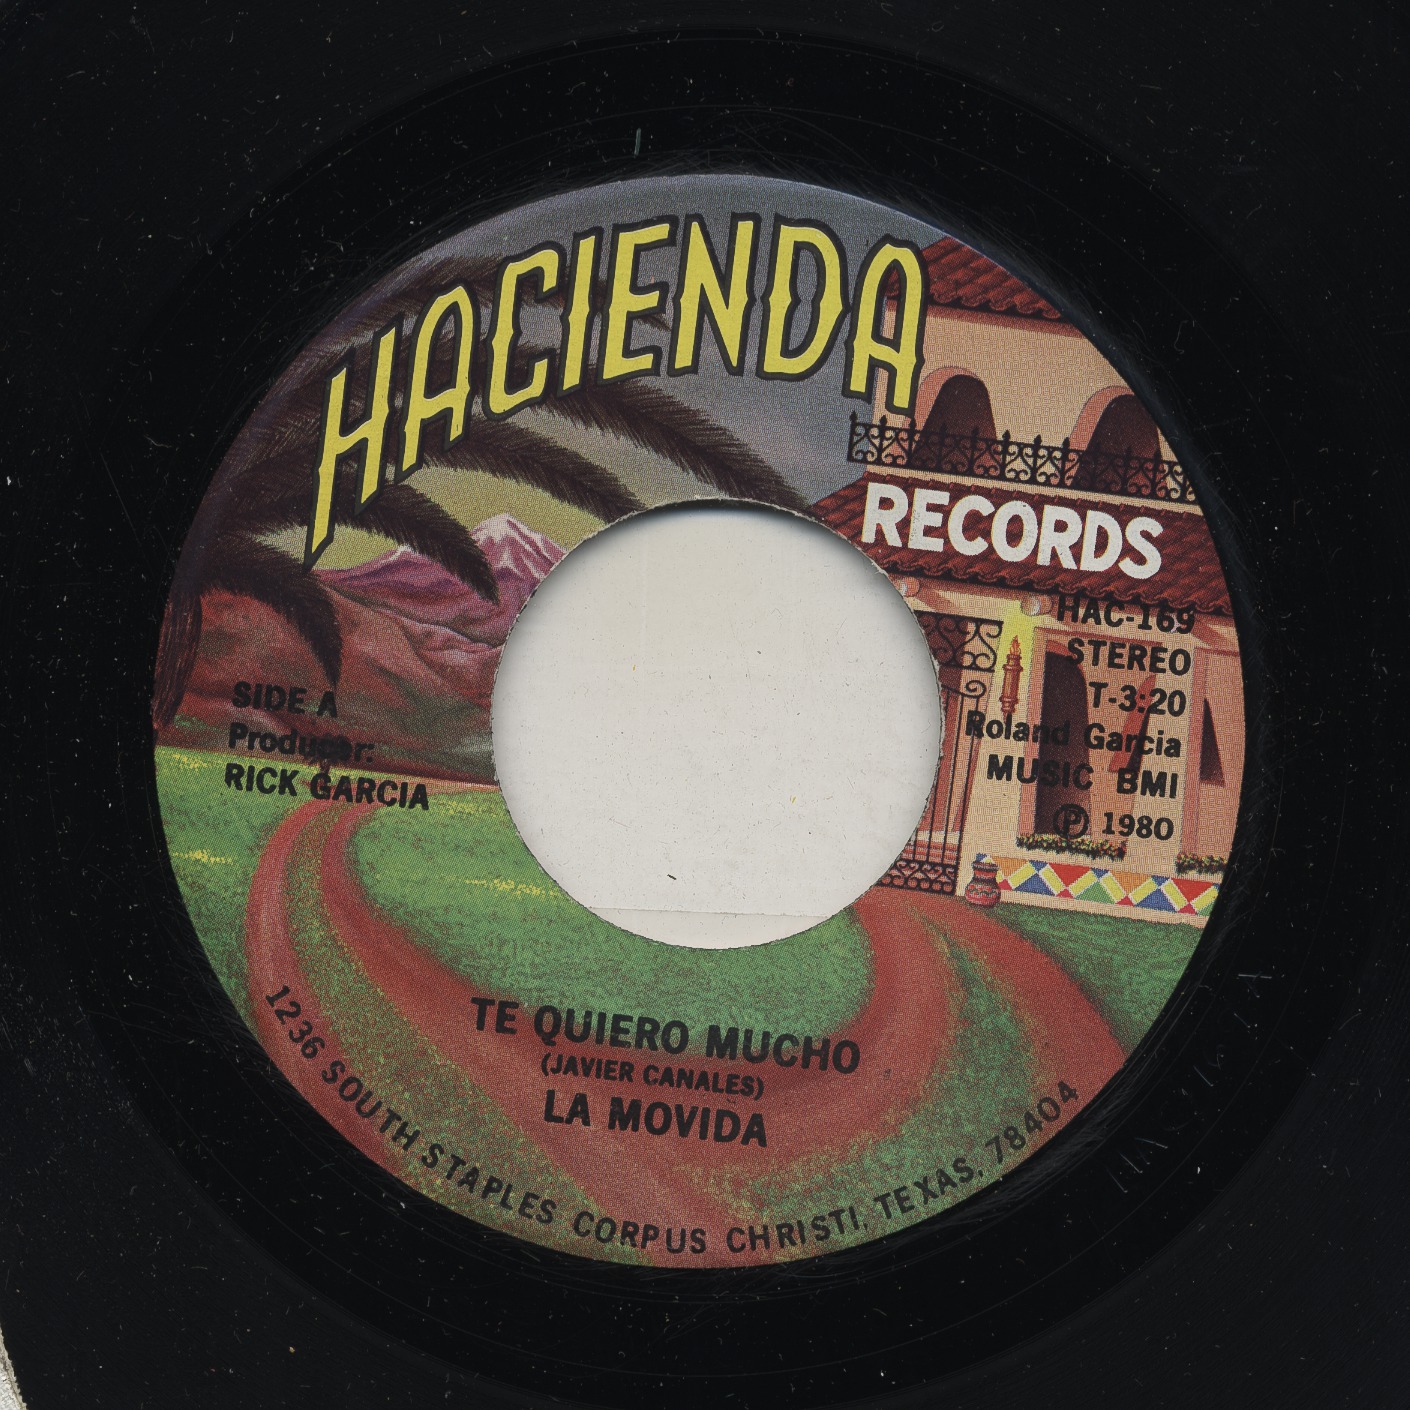 HACIENDA
RECORDS
HAC-169
STEREO
T-3:20
Roland Garcia
MUSIC BMI
℗ 1980
SIDE A
Producer:
RICK GARCIA
TE QUIERO MUCHO
(JAVIER CANALES)
LA MOVIDA
1236 SOUTH STAPLES CORPUS CHRISTI, TEXAS, 78404